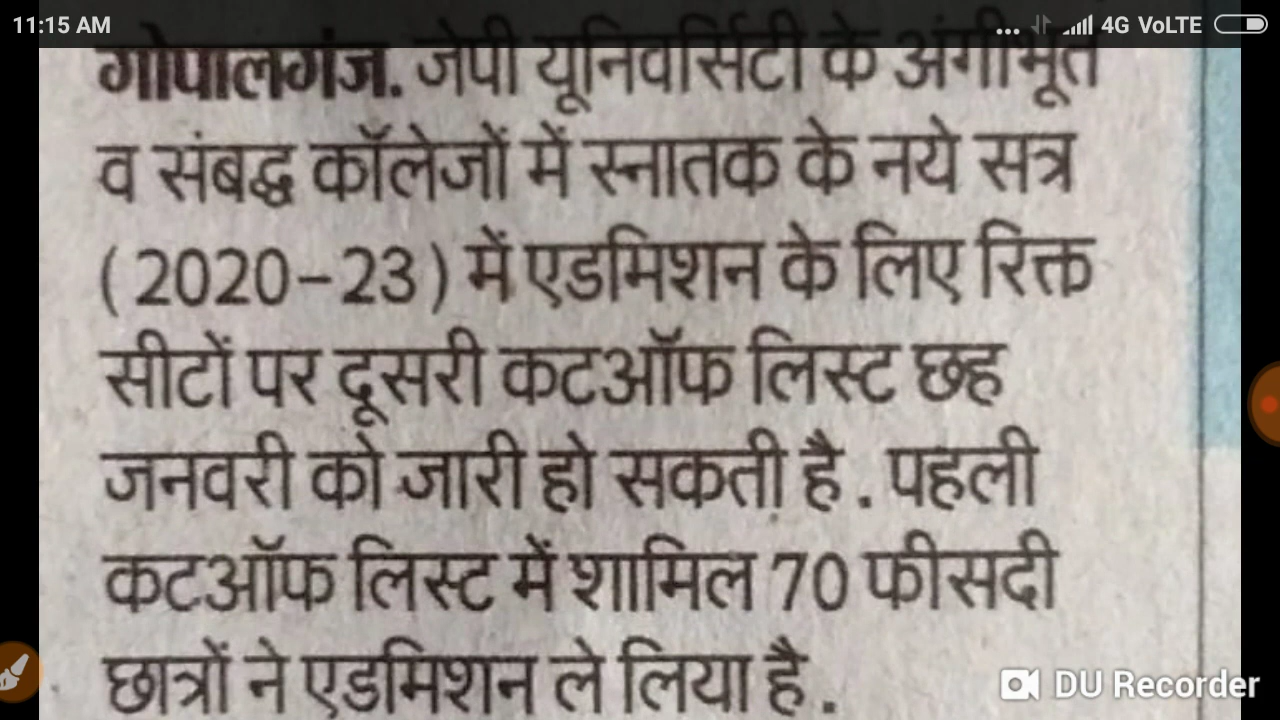 11:15 AM
... 4G VoLTE
गोपालगंज. जेपी यूनिवर्सिटी के अंगीभूत
व संबद्ध कॉलेजों में स्नातक के नये सत्र
(2020-23) में एडमिशन के लिए रिक्त
सीटों पर दूसरी कटऑफ लिस्ट छह
जनवरी को जारी हो सकती है. पहली
कटऑफ लिस्ट में शामिल 70 फीसदी
छात्रों ने एडमिशन ले लिया है.
DU Recorder